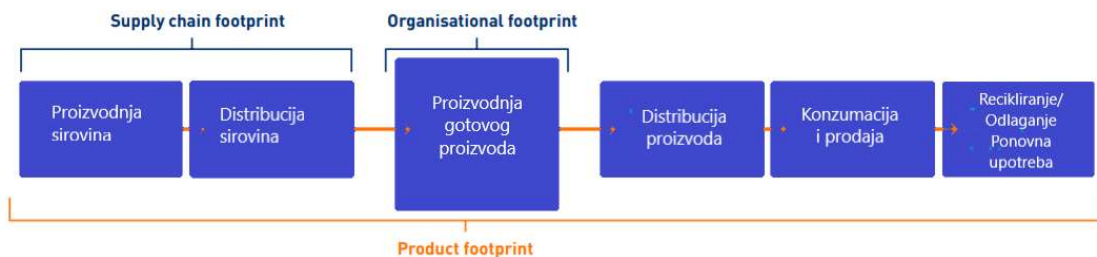 Supply chain footprint
Organisational footprint
Proizvodnja
sirovina
Distribucija
sirovina
Proizvodnja
gotovog
proizvoda
Distribucija
proizvoda
Konzumacija
i prodaja
Recikliranje/
Odlaganje
Ponovna
upotreba
Product footprint